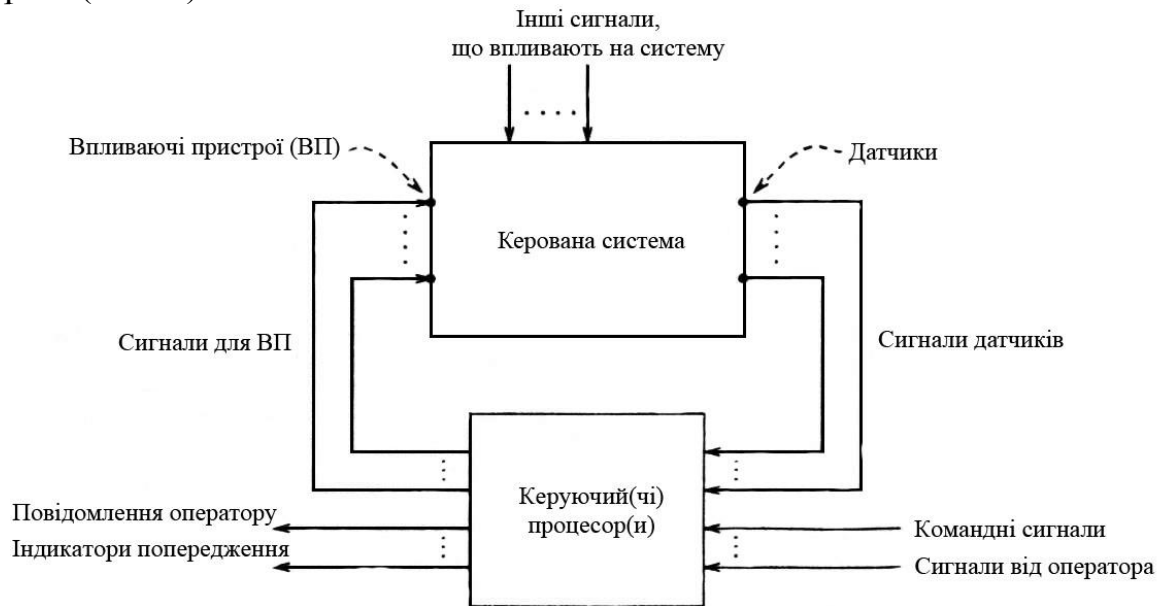 Інші сигнали,
що впливають на систему
Впливаючі пристрої (ВП)
Датчики
Керована система
Сигнали для ВП
Сигнали датчиків
Керуючий(чі)
процесор(и)
Повідомлення оператору
Індикатори попередження
Командні сигнали
Сигнали від оператора